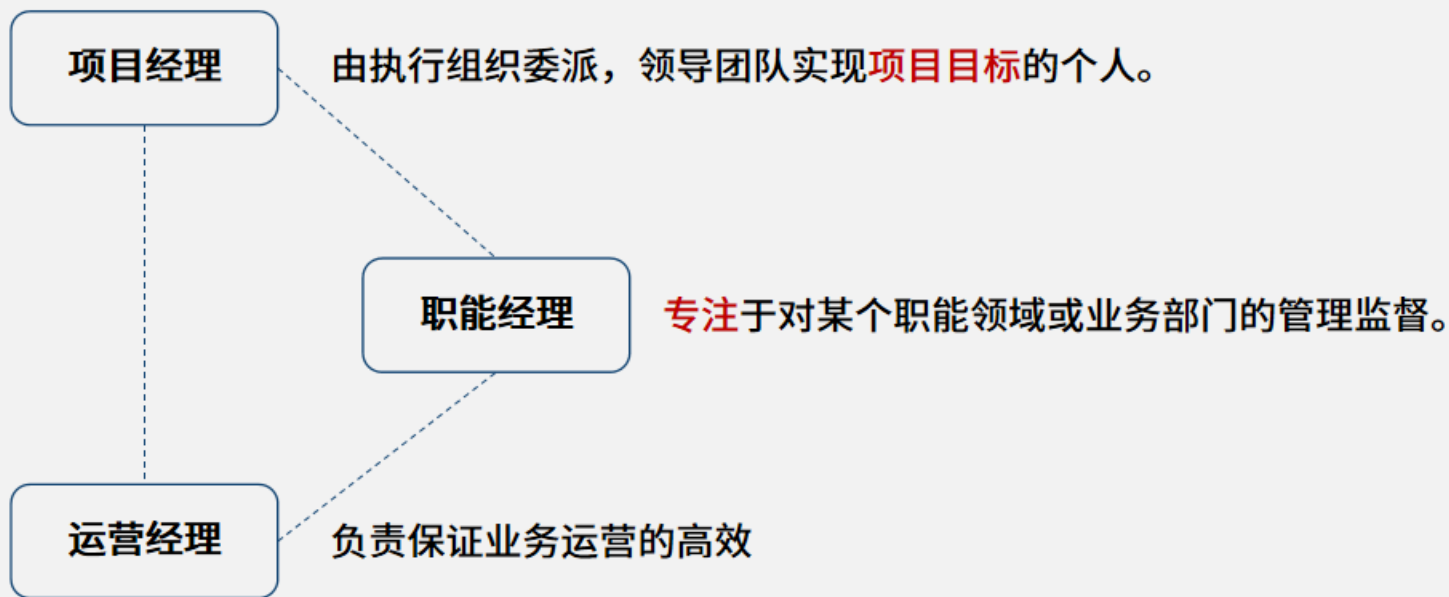 项目经理
由执行组织委派，领导团队实现项目目标的个人。
职能经理
专注于对某个职能领域或业务部门的管理监督。
运营经理
负责保证业务运营的高效